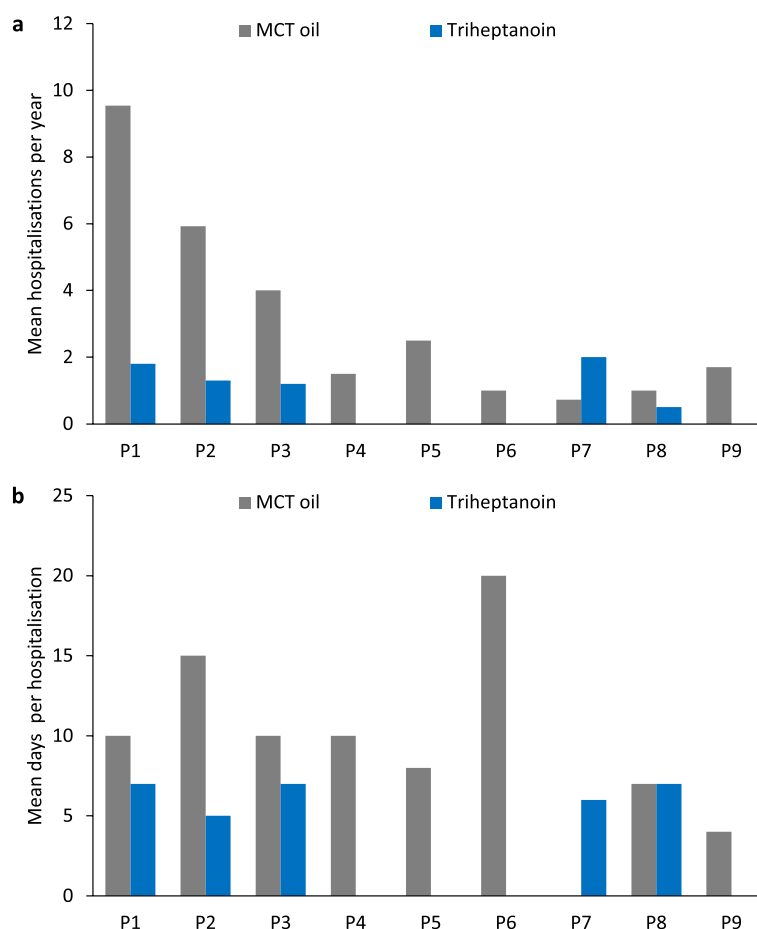 a
MCT oil
Triheptanoin
Mean hospitalisations per year
12
10
8
6
4
2
0
P1 P2 P3 P4 P5 P6 P7 P8 P9
b
MCT oil
Triheptanoin
Mean days per hospitalisation
25
20
15
10
5
0
P1 P2 P3 P4 P5 P6 P7 P8 P9